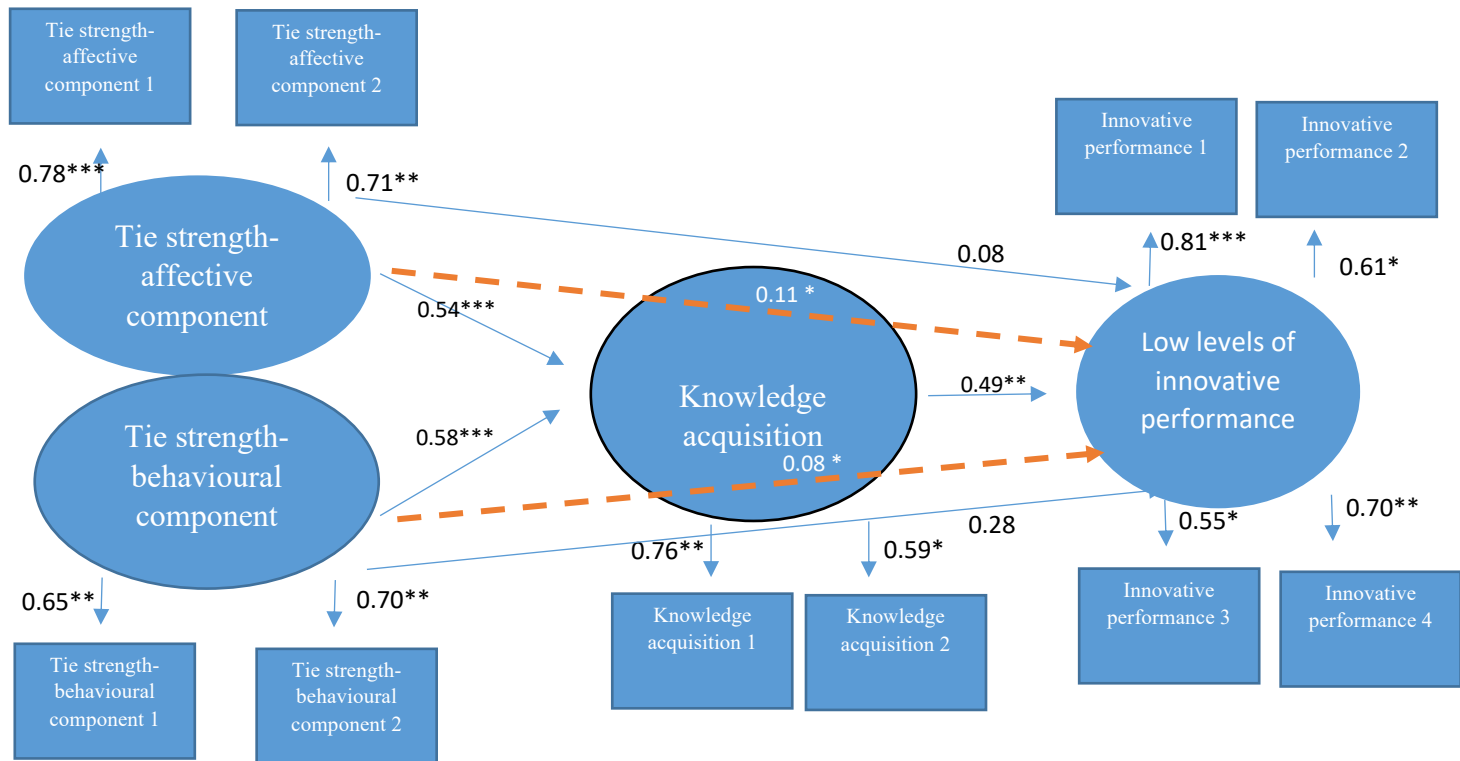 Tie strength-
affective
component 1
Tie strength-
affective
component 2
Innovative
performance 1
Innovative
performance 2
0.78***
0.71**
0.81***
0.61*
Tie strength-
affective
component
0.08
0.54***
0.11 *
Low levels of
innovative
performance
Knowledge
acquisition
0.49**
Tie strength-
behavioural
component
0.58***
0.08 *
0.28
0.65**
0.70**
0.76**
0.59*
0.55*
0.70**
Tie strength-
behavioural
component 1
Tie strength-
behavioural
component 2
Knowledge
acquisition 1
Knowledge
acquisition 2
Innovative
performance 3
Innovative
performance 4